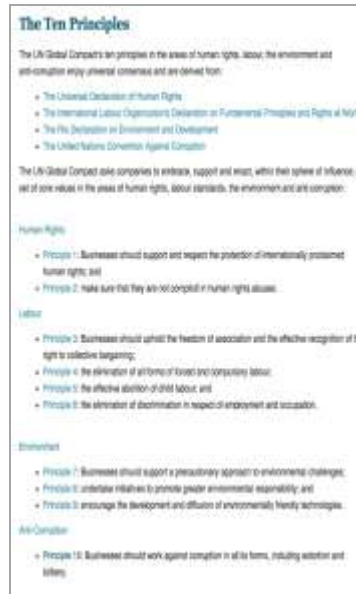 The Ten Principles
The UN Global Compact's ten principles in the areas of human rights, labour, the environment and
anti-corruption enjoy universal consensus and are derived from:
The Universal Declaration of Human Rights
The International Labour Organization's Declaration on Fundamental Principles and Rights at Work
The Rio Declaration on Environment and Development
The United Nations Convention Against Corruption
The UN Global Compact asks companies to embrace, support and enact, within their sphere of influence,
set of core values in the areas of human rights, labour standards, the environment and anti-corruption:
Human Rights
Principle 1: Businesses should support and respect the protection of internationally proclaimed
human rights; and
Principle 2: make sure that they are not complicit in human rights abuses.
Labour
Principle 3: Businesses should uphold the freedom of association and the effective recognition of the
right to collective bargaining;
Principle 4: the elimination of all forms of forced and compulsory labour;
Principle 5: the effective abolition of child labour; and
Principle 6: the elimination of discrimination in respect of employment and occupation.
Environment
Principle 7: Businesses should support a precautionary approach to environmental challenges;
Principle 8: undertake initiatives to promote greater environmental responsibility; and
Principle 9: encourage the development and diffusion of environmentally friendly technologies.
Anti-Corruption
Principle 10: Businesses should work against corruption in all its forms, including extortion and
bribery.